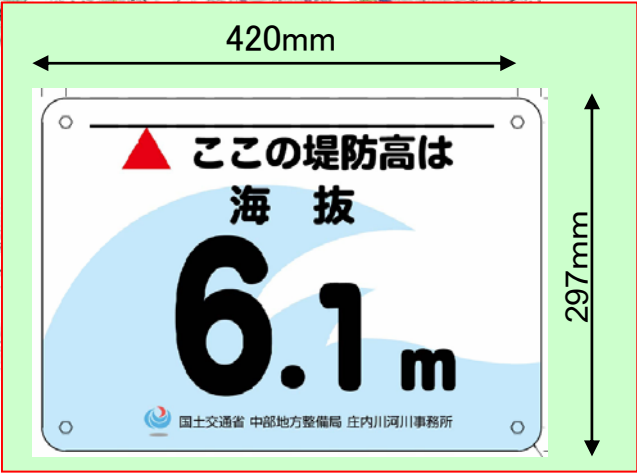 420mm
ここの堤防高は
海 抜
6.1m
297mm
国土交通省 中部地方整備局 庄内川河川事務所